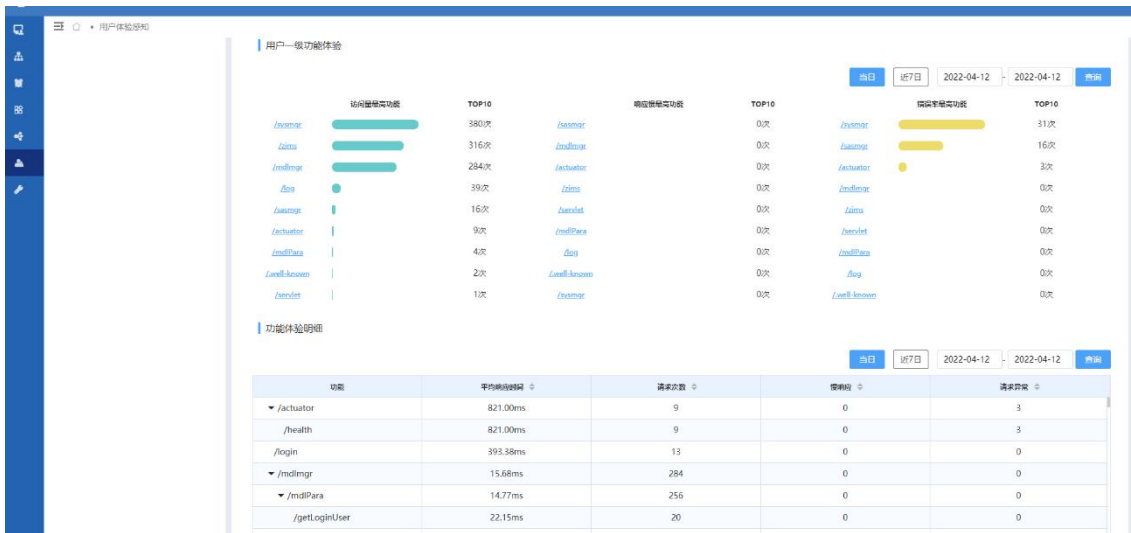 用户体验感知
用户一级功能体验
当日 近7日 2022-04-12 - 2022-04-12 查询
访问量最高功能 TOP10 响应慢最高功能 TOP10 错误率最高功能 TOP10
/sysmgr 380次 /sasmgr 0次 /sysmgr 31次
/zims 316次 /mdlmgr 0次 /sasmgr 16次
/mdlmgr 284次 /actuator 0次 /actuator 3次
/log 39次 /zims 0次 /mdlmgr 0次
/sasmgr 16次 /servlet 0次 /zims 0次
/actuator 9次 /mdlPara 0次 /servlet 0次
/mdlPara 4次 /log 0次 /mdlPara 0次
/.well-known 2次 /.well-known 0次 /log 0次
/servlet 1次 /sysmgr 0次 /.well-known 0次
功能体验明细
当日 近7日 2022-04-12 - 2022-04-12 查询
功能 平均响应时间 请求次数 慢响应 请求异常
/actuator 821.00ms 9 0 3
/health 821.00ms 9 0 3
/login 393.38ms 13 0 0
/mdlmgr 15.68ms 284 0 0
/mdlPara 14.77ms 256 0 0
/getLoginUser 22.15ms 20 0 0